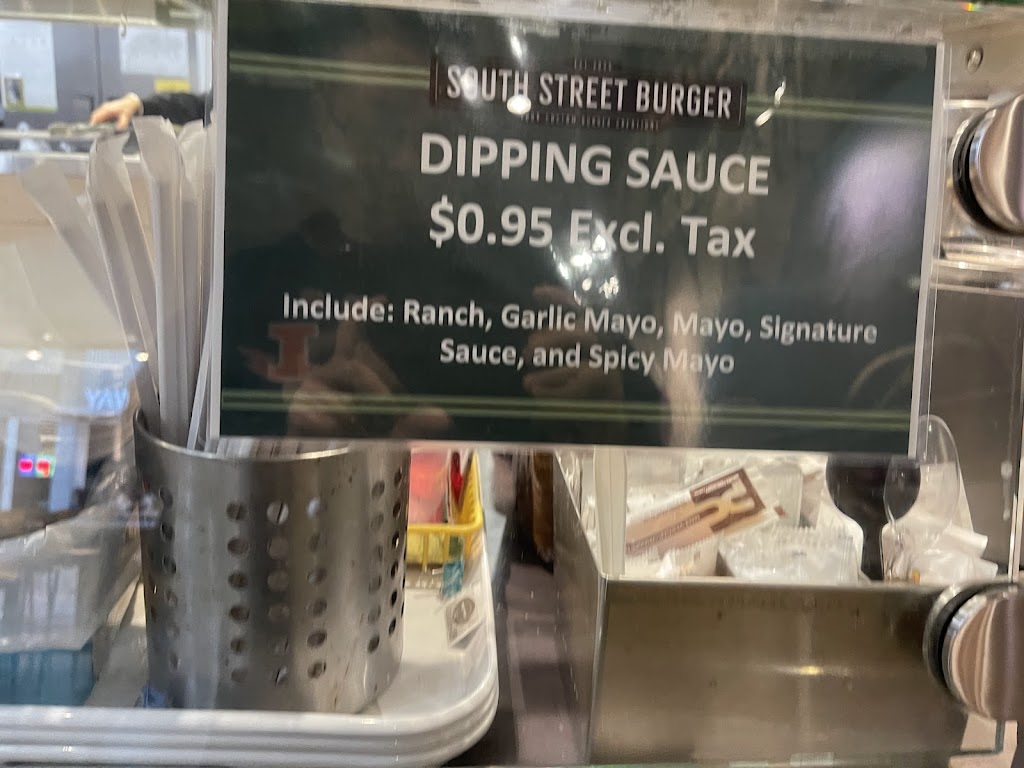 SOUTH STREET BURGER
DIPPING SAUCE
$0.95 Excl. Tax
Include: Ranch, Garlic Mayo, Mayo, Signature
Sauce, and Spicy Mayo